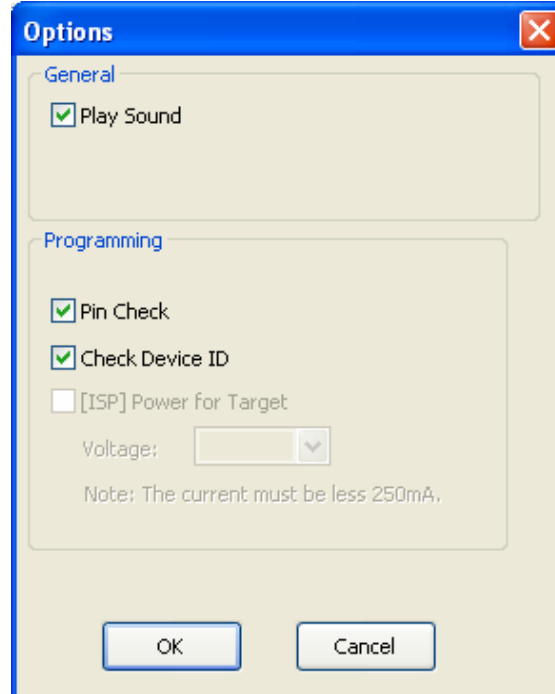 Options
General
Play Sound
Programming
Pin Check
Check Device ID
[ISP] Power for Target
Voltage:
Note: The current must be less 250mA.
OK
Cancel